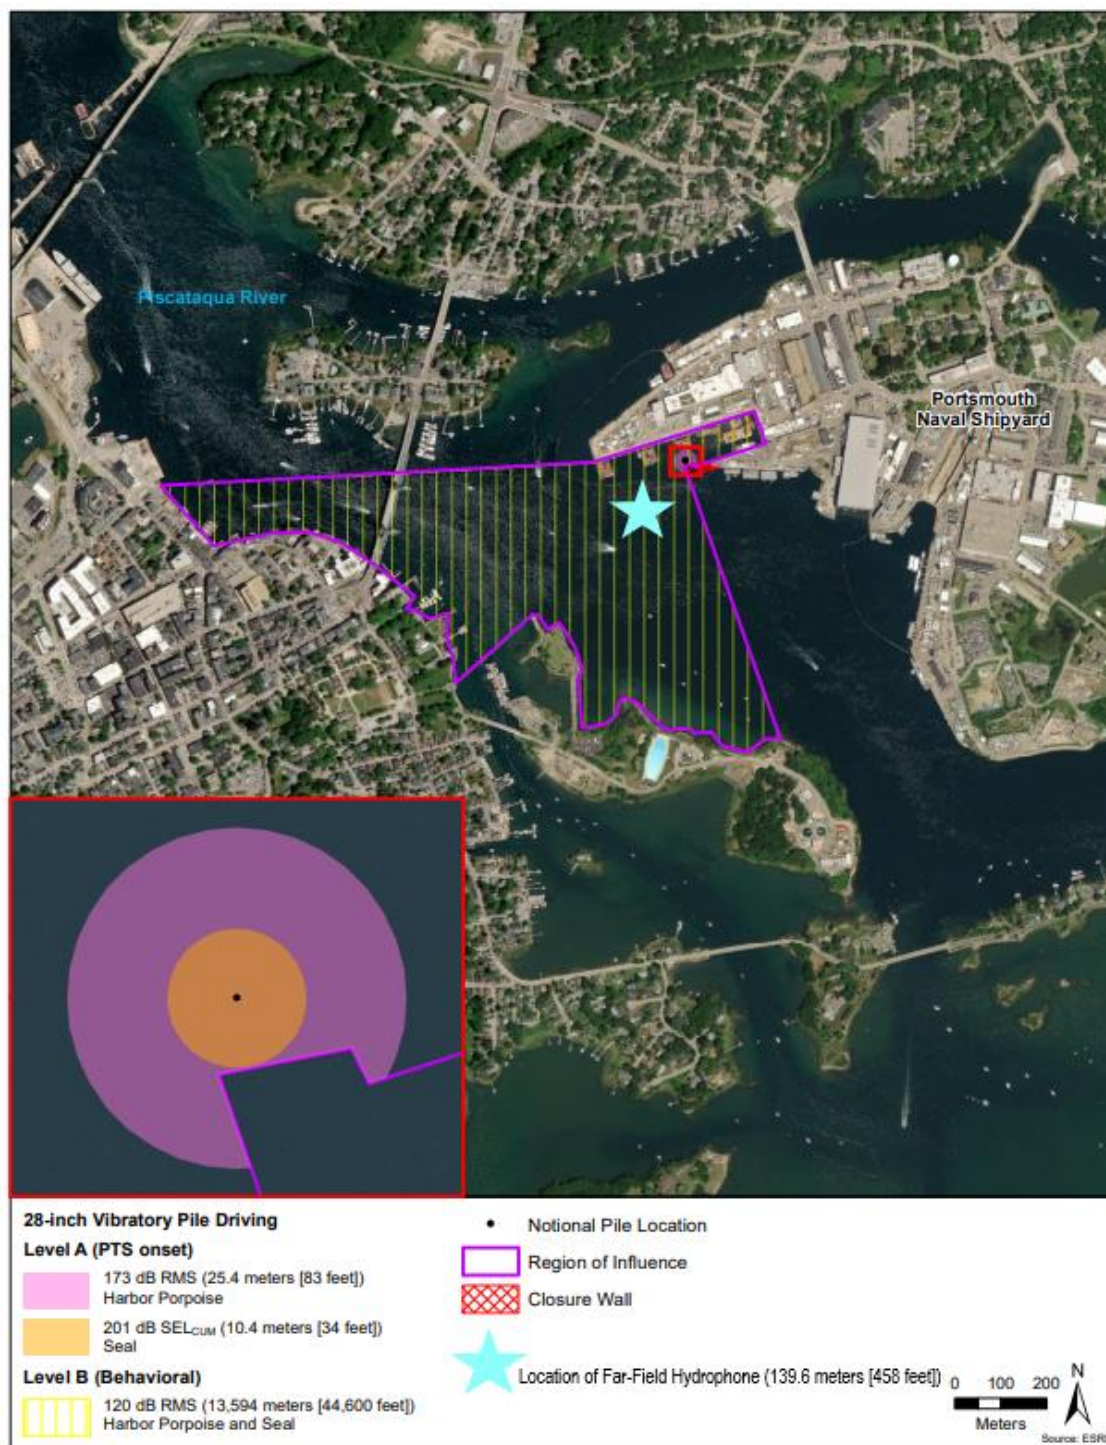 Piscataqua River
Portsmouth
Naval Shipyard
28-inch Vibratory Pile Driving
Level A (PTS onset)
173 dB RMS (25.4 meters [83 feet])
Harbor Porpoise
201 dB SELCUM (10.4 meters [34 feet])
Seal
Level B (Behavioral)
120 dB RMS (13,594 meters [44,600 feet])
Harbor Porpoise and Seal
Notional Pile Location
Region of Influence
Closure Wall
Location of Far-Field Hydrophone (139.6 meters [458 feet])
N
0 100 200
Meters
Source: ESRI